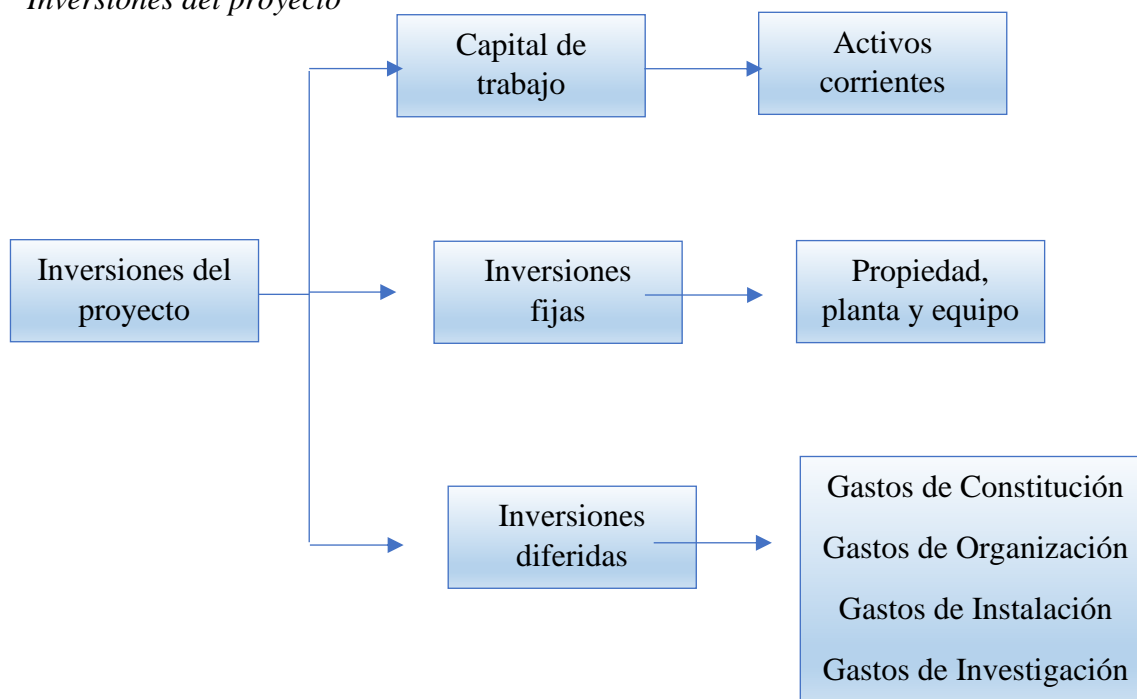 Inversiones del proyecto
Capital de
trabajo
Activos
corrientes
Inversiones del
proyecto
Inversiones
fijas
Propiedad,
planta y equipo
Inversiones
diferidas
Gastos de Constitución
Gastos de Organización
Gastos de Instalación
Gastos de Investigación